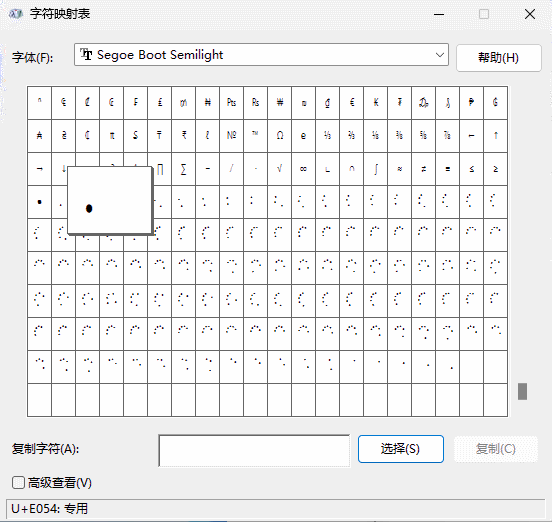 字符映射表
字体(F):
Segoe Boot Semilight
帮助(H)
ⁿ ₠ ₡ ₢ ₣ ₤ ₥ ₦ ₧ ₨ ₩ ₪ ₫ € ₭ ₮ ₯ ₰ ₱ ₲
₳ ₴ ₵ ₶ ₷ ₸ ₹ ℓ № ™ Ω ℮ ⅓ ⅔ ⅛ ⅜ ⅝ ⅞ ← ↑
→ ↓ ∏ ∑ − ∕ ∙ √ ∞ ∟ ∩ ∫ ≈ ≠ ≡ ≤ ≥
复制字符(A):
选择(S)
复制(C)
高级查看(V)
U+E054: 专用